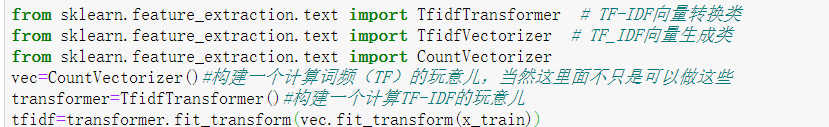 from sklearn.feature_extraction.text import TfidfTransformer  # TF-IDF向量转换类
from sklearn.feature_extraction.text import TfidfVectorizer  # TF_IDF向量生成类
from sklearn.feature_extraction.text import CountVectorizer
vec=CountVectorizer()#构建一个计算词频（TF）的玩意儿，当然这里面不只是可以做这些
transformer=TfidfTransformer()#构建一个计算TF-IDF的玩意儿
tfidf=transformer.fit_transform(vec.fit_transform(x_train))